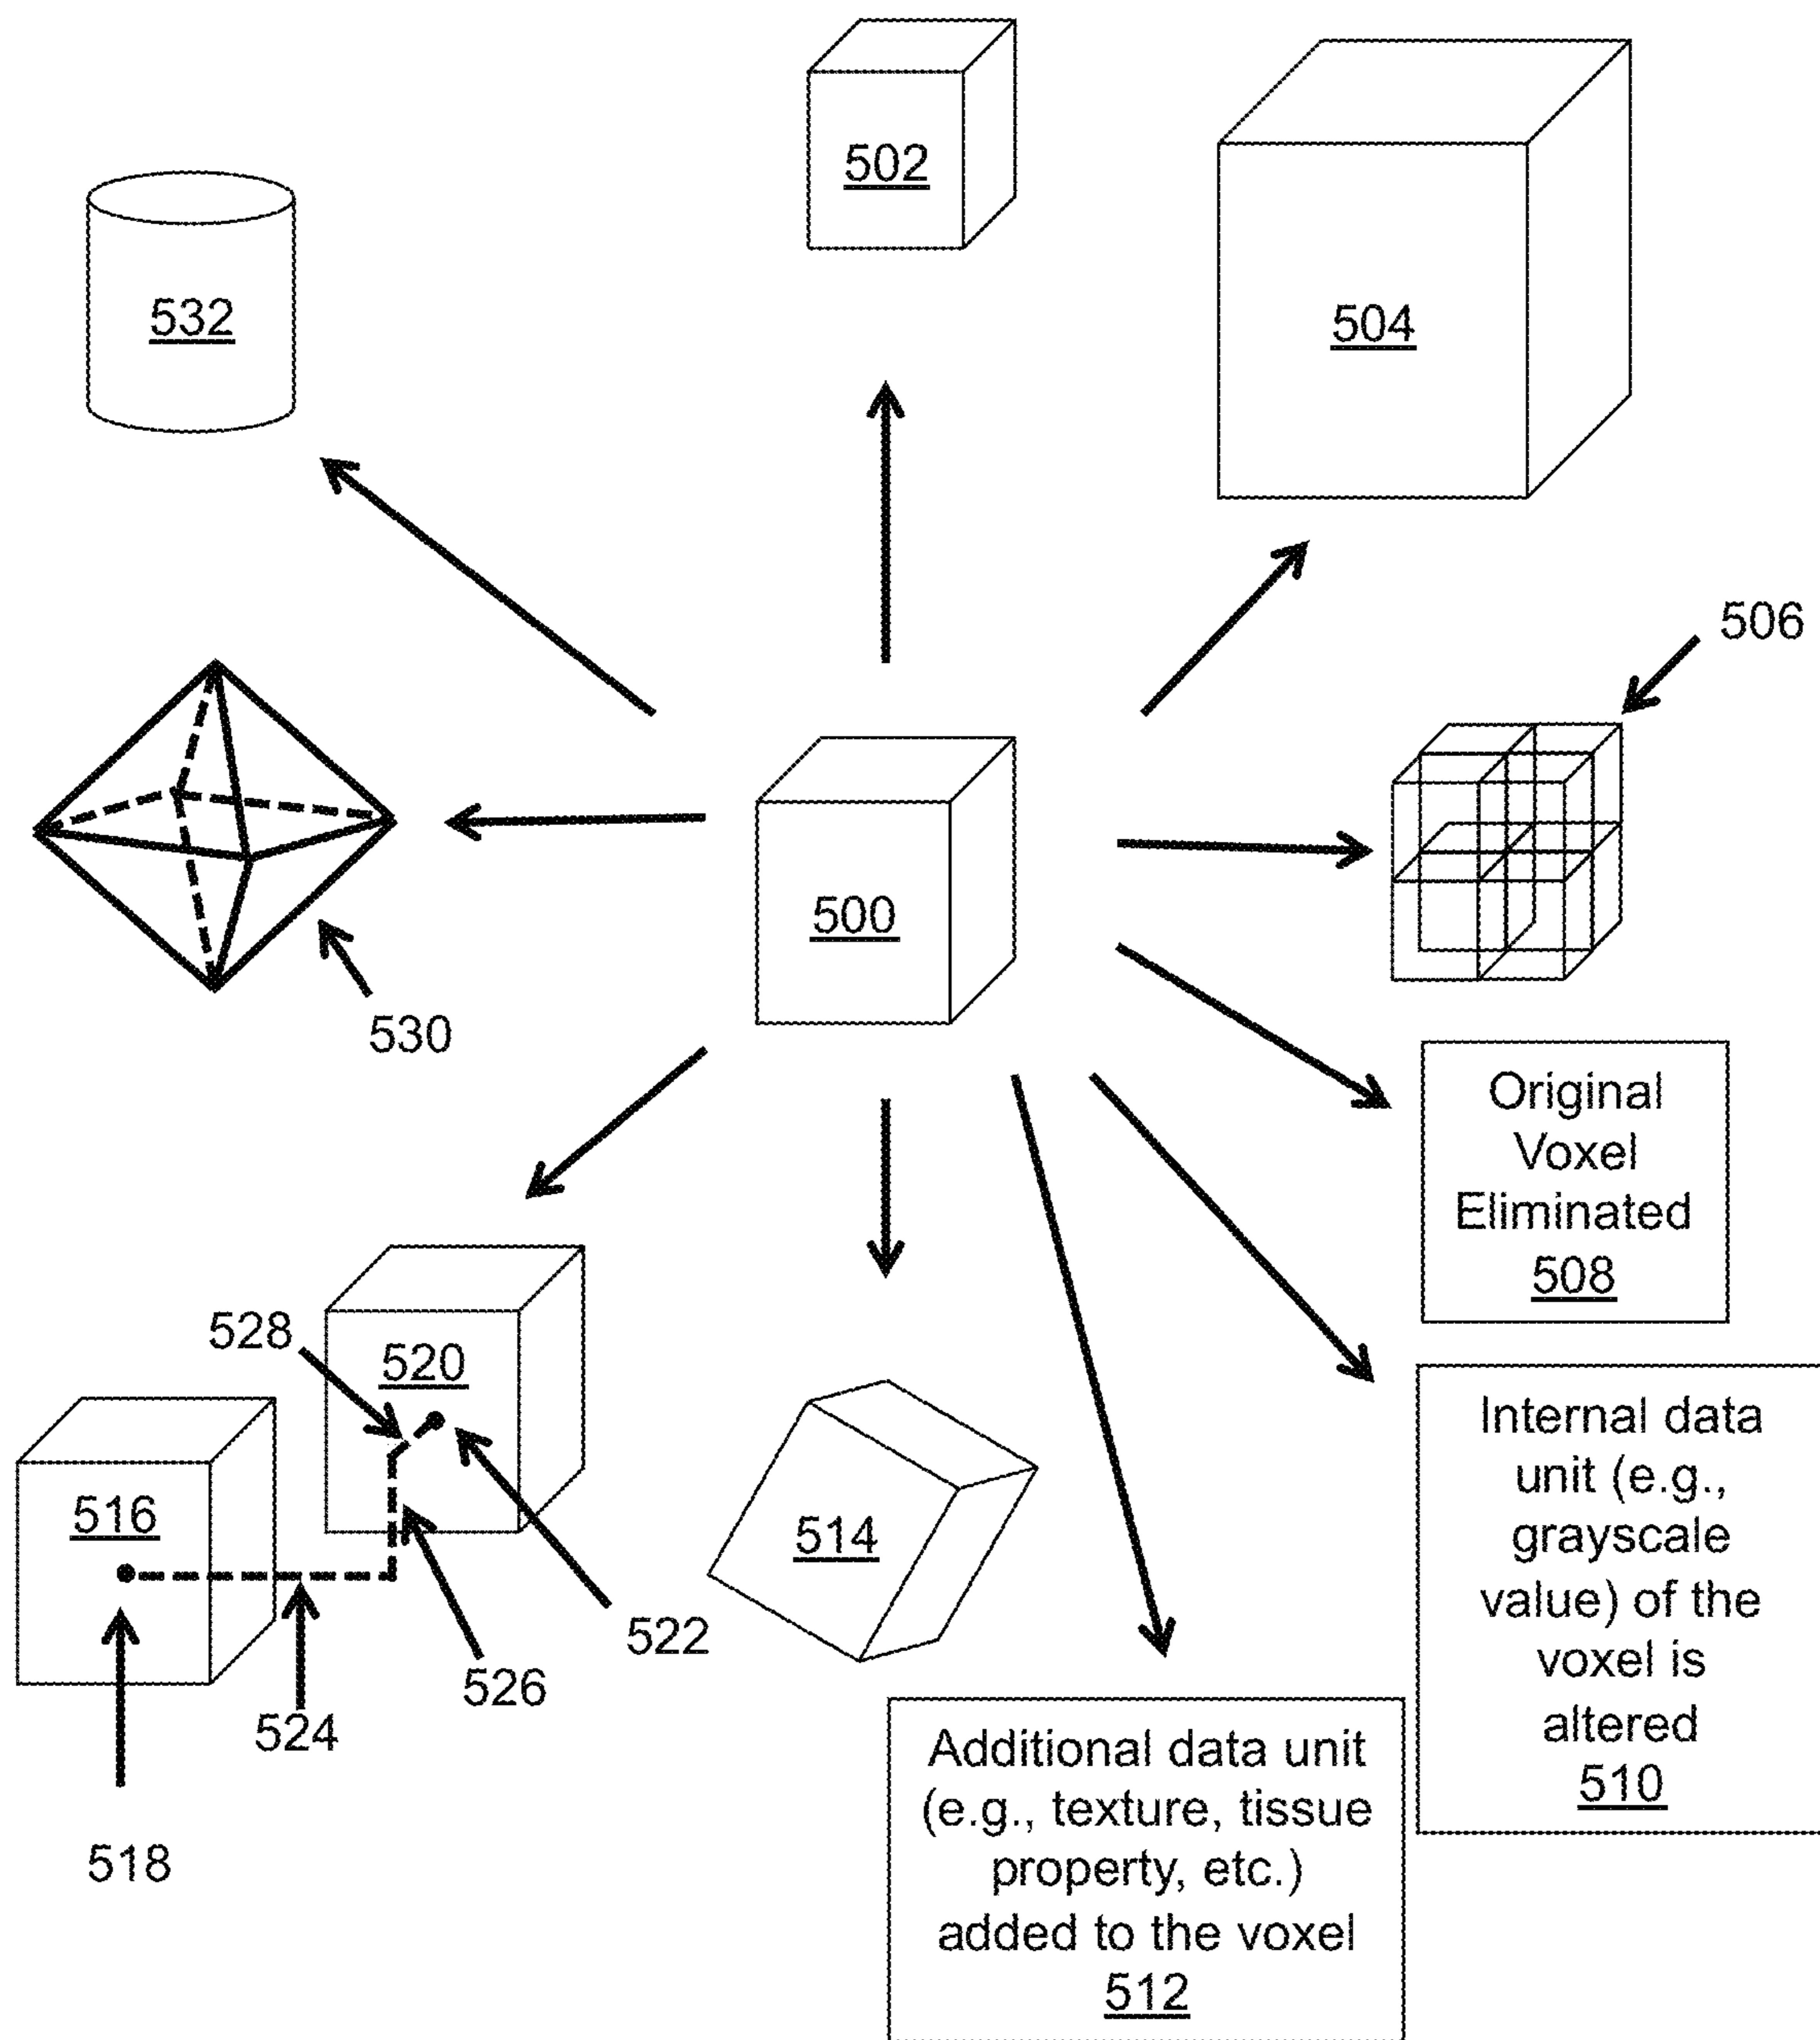 502
504
532
506
500
530
Original
Voxel
Eliminated
508
528
520
516
514
522
526
524
518
Internal data
unit (e.g.,
grayscale
value) of the
voxel is
altered
510
Additional data unit
(e.g., texture, tissue
property, etc.)
added to the voxel
512